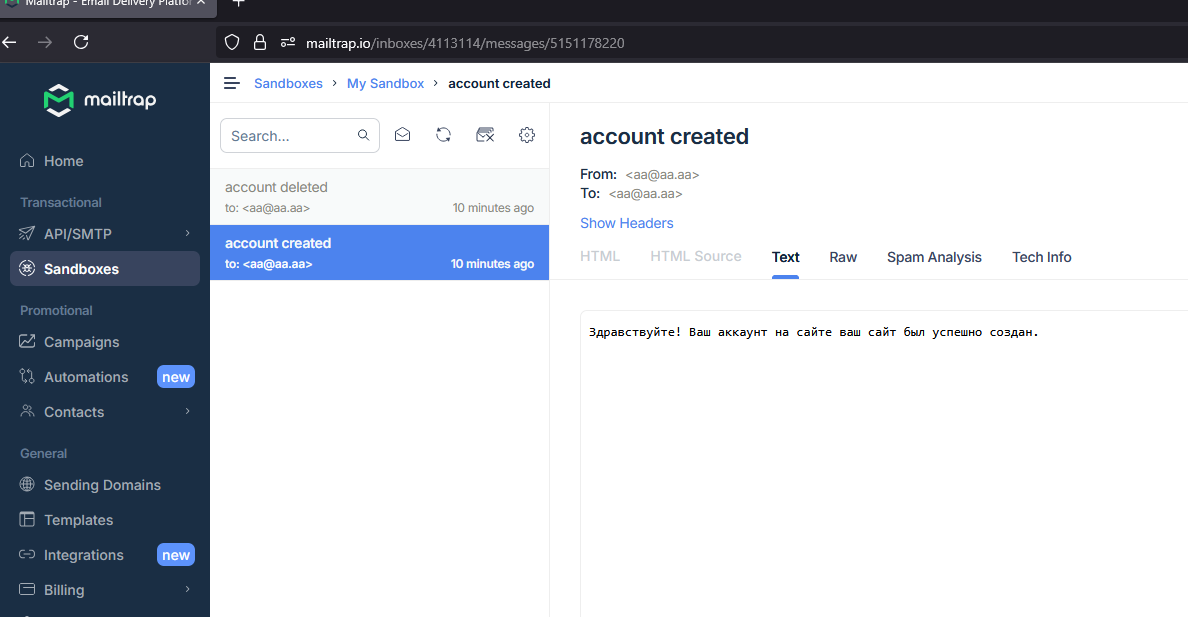 Mailtrap - Email Delivery Platfor
mailtrap.io/inboxes/4113114/messages/5151178220
mailtrap
Home
Transactional
API/SMTP
Sandboxes
Promotional
Campaigns
Automations new
Contacts
General
Sending Domains
Templates
Integrations new
Billing
Sandboxes › My Sandbox › account created
Search...
account deleted
to: <aa@aa.aa> 10 minutes ago
account created
to: <aa@aa.aa> 10 minutes ago
account created
From: <aa@aa.aa>
To: <aa@aa.aa>
Show Headers
HTML HTML Source Text Raw Spam Analysis Tech Info
Здравствуйте! Ваш аккаунт на сайте ваш сайт был успешно создан.